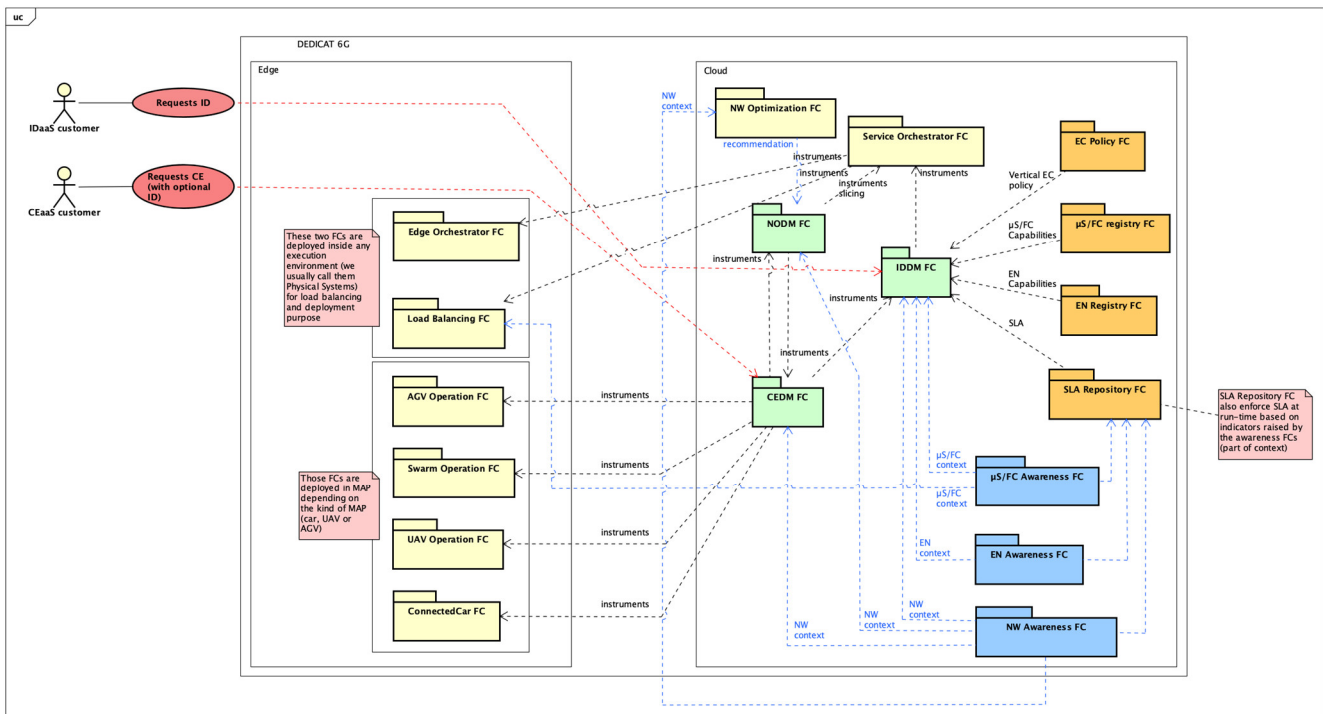 uc
DEDICAT 6G
Edge
Cloud
IDaaS customer
Requests ID
CEaaS customer
Requests CE
(with optional
ID)
These two FCs are
deployed inside any
execution
environment (we
usually call them
Physical Systems)
for load balancing
and deployment
purpose
Edge Orchestrator FC
Load Balancing FC
Those FCs are
deployed in MAP
depending on
the kind of MAP
(car, UAV or
AGV)
AGV Operation FC
Swarm Operation FC
UAV Operation FC
ConnectedCar FC
instruments
instruments
instruments
instruments
NW
context
NW Optimization FC
recommendation
Service Orchestrator FC
instruments
instruments
instruments
slicing
instruments
NODM FC
instruments
instruments
IDDM FC
instruments
CEDM FC
EC Policy FC
Vertical EC
policy
µS/FC registry FC
µS/FC
Capabilities
EN Registry FC
EN
Capabilities
SLA
SLA Repository FC
SLA Repository FC
also enforce SLA at
run-time based on
indicators raised by
the awareness FCs
(part of context)
µS/FC
context
µS/FC Awareness FC
µS/FC
context
EN
context
EN Awareness FC
NW
context
NW
context
NW
context
NW Awareness FC